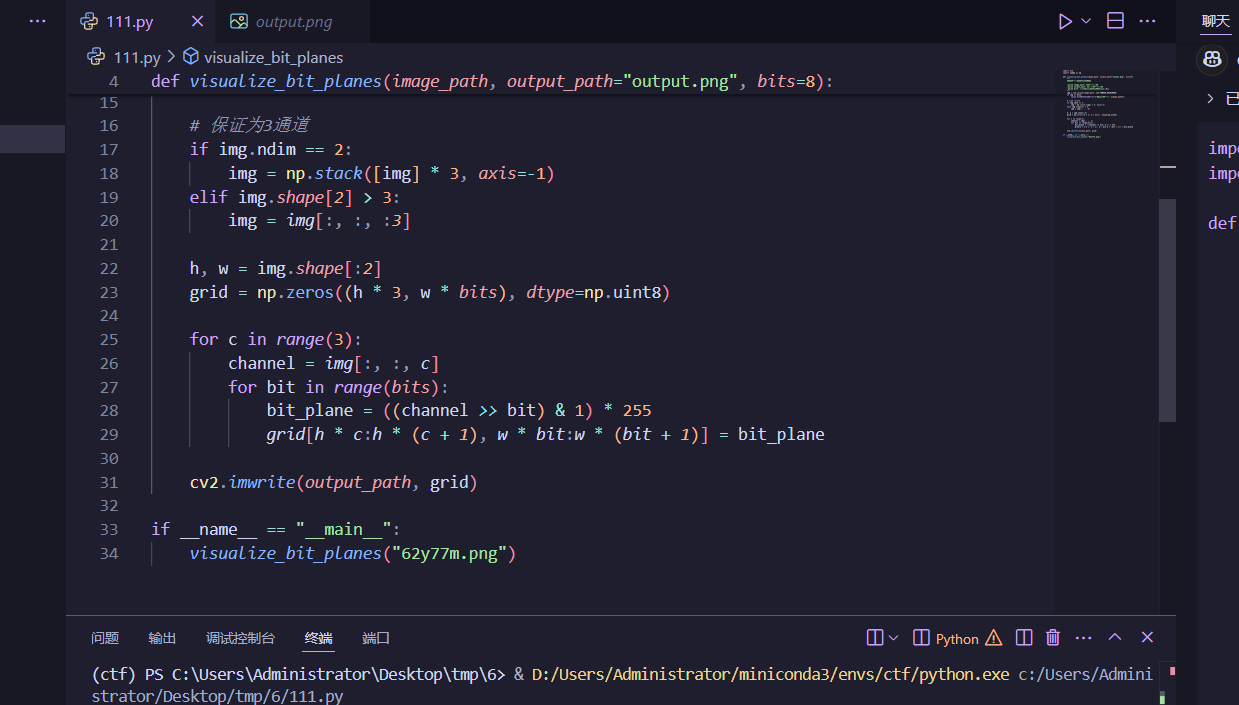 111.py
output.png
聊天
111.py > visualize_bit_planes
4 def visualize_bit_planes(image_path, output_path="output.png", bits=8):
15
16 # 保证为3通道
17 if img.ndim == 2:
18 img = np.stack([img] * 3, axis=-1)
19 elif img.shape[2] > 3:
20 img = img[:, :, :3]
21
22 h, w = img.shape[:2]
23 grid = np.zeros((h * 3, w * bits), dtype=np.uint8)
24
25 for c in range(3):
26 channel = img[:, :, c]
27 for bit in range(bits):
28 bit_plane = ((channel >> bit) & 1) * 255
29 grid[h * c:h * (c + 1), w * bit:w * (bit + 1)] = bit_plane
30
31 cv2.imwrite(output_path, grid)
32
33 if __name__ == "__main__":
34 visualize_bit_planes("62y77m.png")
> 已
impo
impo
def
问题 输出 调试控制台 终端 端口
Python
(ctf) PS C:\Users\Administrator\Desktop\tmp\6> & D:/Users/Administrator/miniconda3/envs/ctf/python.exe c:/Users/Admini
strator/Desktop/tmp/6/111.py